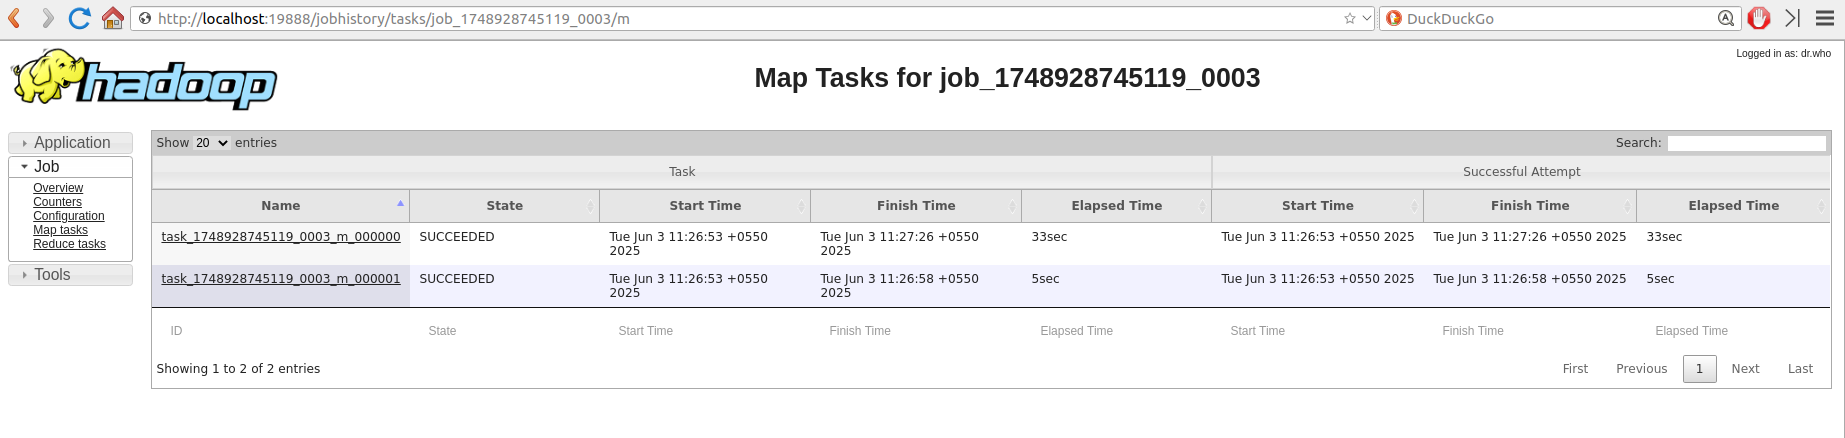 http://localhost:19888/jobhistory/tasks/job_1748928745119_0003/m
DuckDuckGo
Logged in as: dr.who
hadoop
Map Tasks for job_1748928745119_0003
Application
Job
Overview
Counters
Configuration
Map tasks
Reduce tasks
Tools
Show 20 entries
Search:
Task Successful Attempt
Name State Start Time Finish Time Elapsed Time Start Time Finish Time Elapsed Time
task_1748928745119_0003_m_000000 SUCCEEDED Tue Jun 3 11:26:53 +0550 Tue Jun 3 11:27:26 +0550 33sec Tue Jun 3 11:26:53 +0550 2025 Tue Jun 3 11:27:26 +0550 2025 33sec
2025 2025
task_1748928745119_0003_m_000001 SUCCEEDED Tue Jun 3 11:26:53 +0550 Tue Jun 3 11:26:58 +0550 5sec Tue Jun 3 11:26:53 +0550 2025 Tue Jun 3 11:26:58 +0550 2025 5sec
2025 2025
ID State Start Time Finish Time Elapsed Time Start Time Finish Time Elapsed Time
Showing 1 to 2 of 2 entries
First Previous 1 Next Last